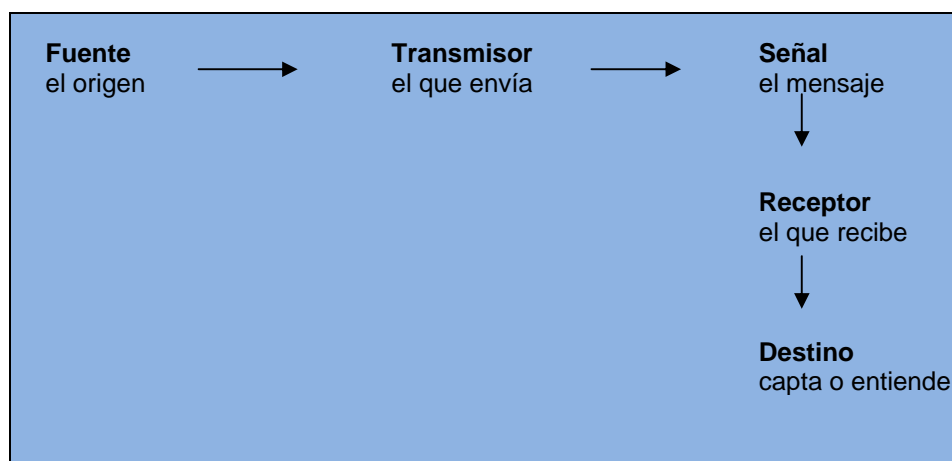 Fuente
el origen
Transmisor
el que envía
Señal
el mensaje
Receptor
el que recibe
Destino
capta o entiende